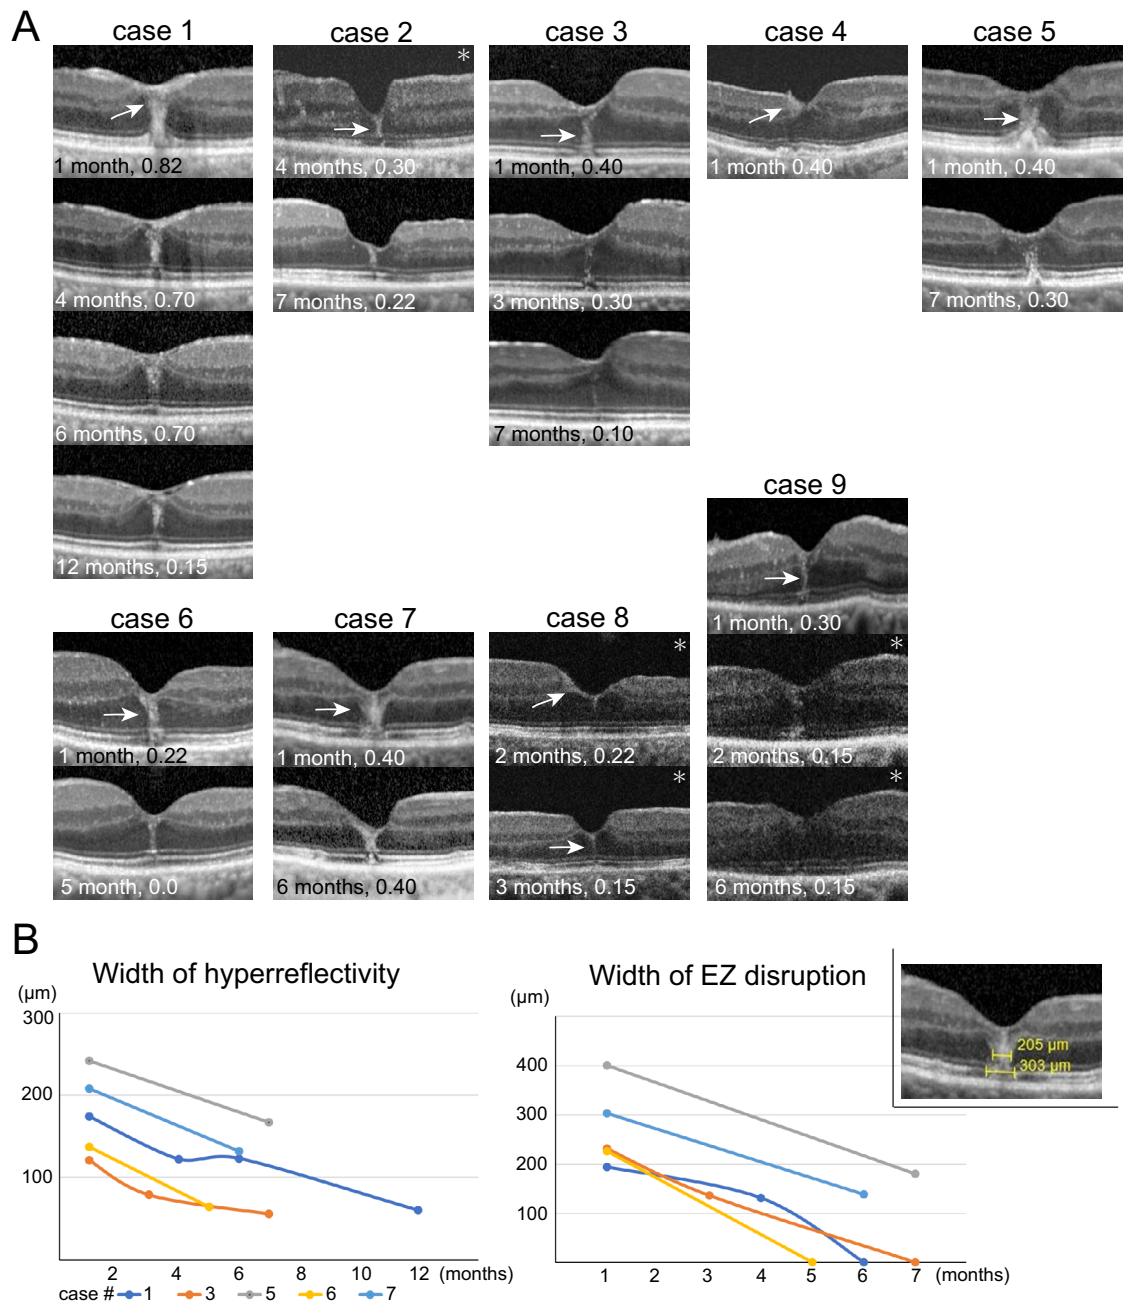 A
case 1
case 2
case 3
case 4
case 5
*
1 month, 0.82
4 months, 0.30
1 month, 0.40
1 month 0.40
1 month, 0.40
4 months, 0.70
7 months, 0.22
3 months, 0.30
7 months, 0.30
6 months, 0.70
7 months, 0.10
12 months, 0.15
case 9
1 month, 0.30
case 6
case 7
case 8
*
*
1 month, 0.22
1 month, 0.40
2 months, 0.22
2 months, 0.15
*
*
5 month, 0.0
6 months, 0.40
3 months, 0.15
6 months, 0.15
B
Width of hyperreflectivity
(µm)
300
200
100
2 4 6 8 10 12 (months)
case # 1 3 5 6 7
Width of EZ disruption
(µm)
400
300
200
100
1 2 3 4 5 6 7 (months)
205 µm
303 µm